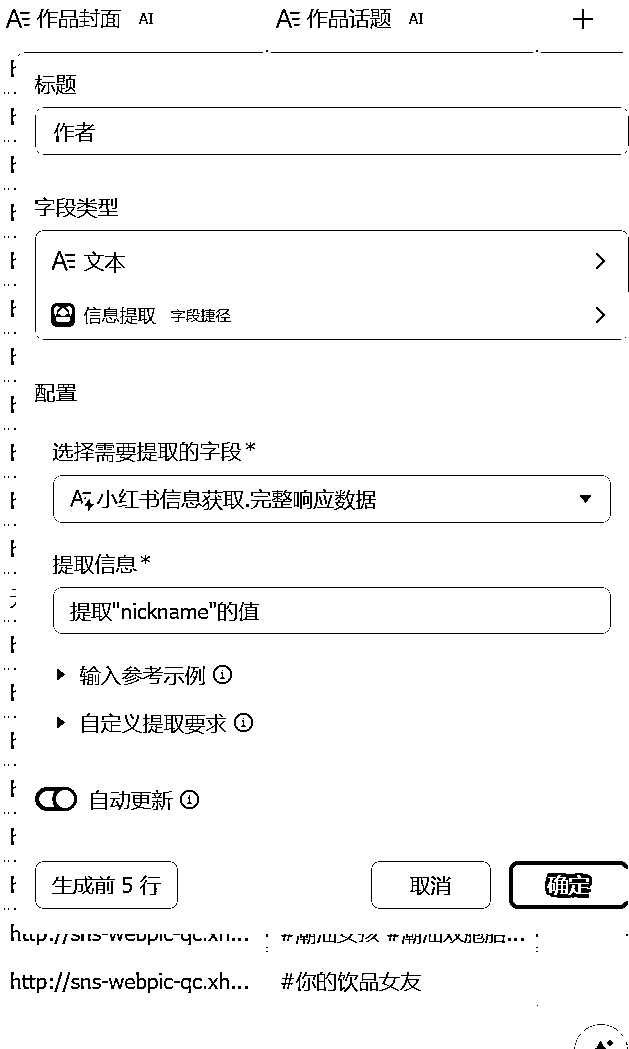 作品封面 AI 作品话题 AI
标题
作者
字段类型
文本
信息提取 字段捷径
配置
选择需要提取的字段*
小红书信息获取.完整响应数据
提取信息*
提取"nickname"的值
输入参考示例
自定义提取要求
自动更新
生成前 5 行 取消 确定
http://sns-webpic-qc.xh... #潮汕女孩 #潮汕双胞胎...
http://sns-webpic-qc.xh... #你的饮品女友